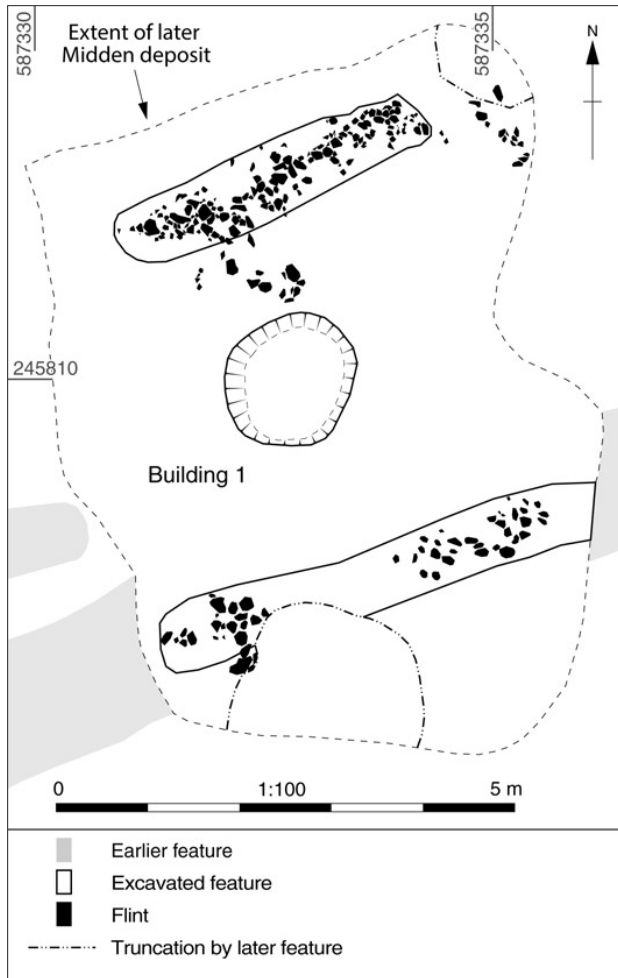 587330
587335
Extent of later
Midden deposit
N
245810
Building 1
0 1:100 5 m
Earlier feature
Excavated feature
Flint
Truncation by later feature